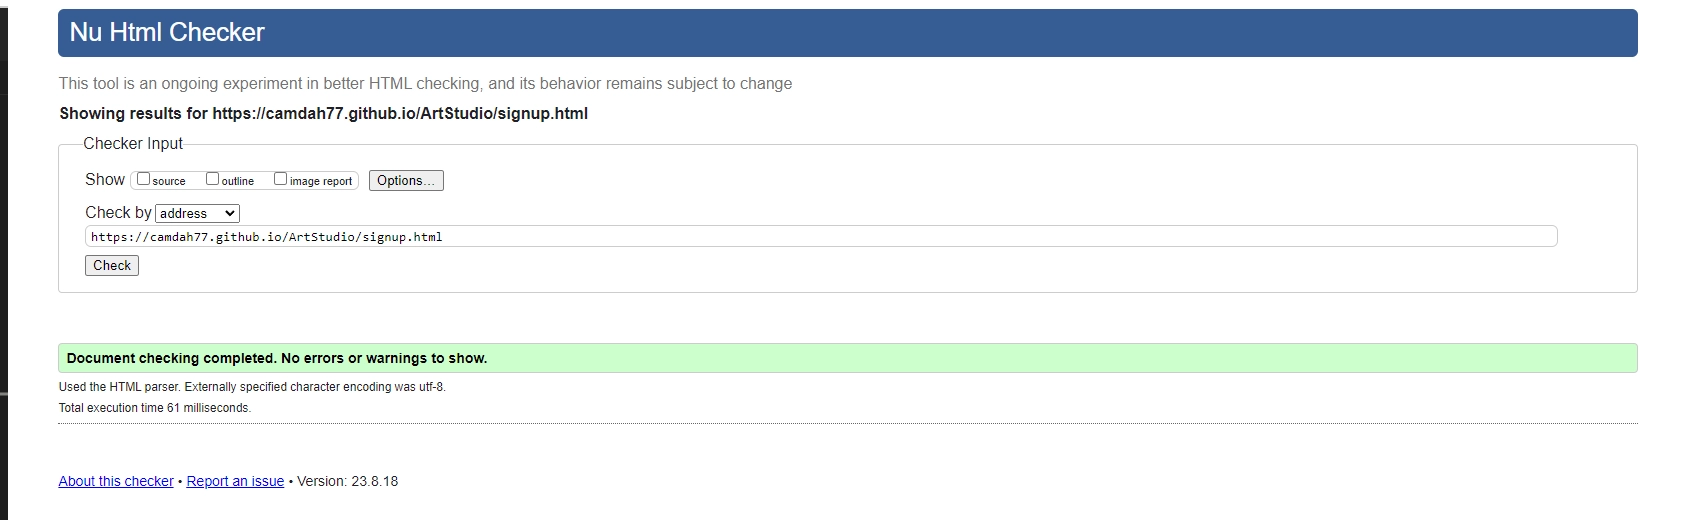 Nu Html Checker
This tool is an ongoing experiment in better HTML checking, and its behavior remains subject to change
Showing results for https://camdah77.github.io/ArtStudio/signup.html
Checker Input
Show source outline image report Options...
Check by address
https://camdah77.github.io/ArtStudio/signup.html
Check
Document checking completed. No errors or warnings to show.
Used the HTML parser. Externally specified character encoding was utf-8.
Total execution time 61 milliseconds.
About this checker • Report an issue • Version: 23.8.18